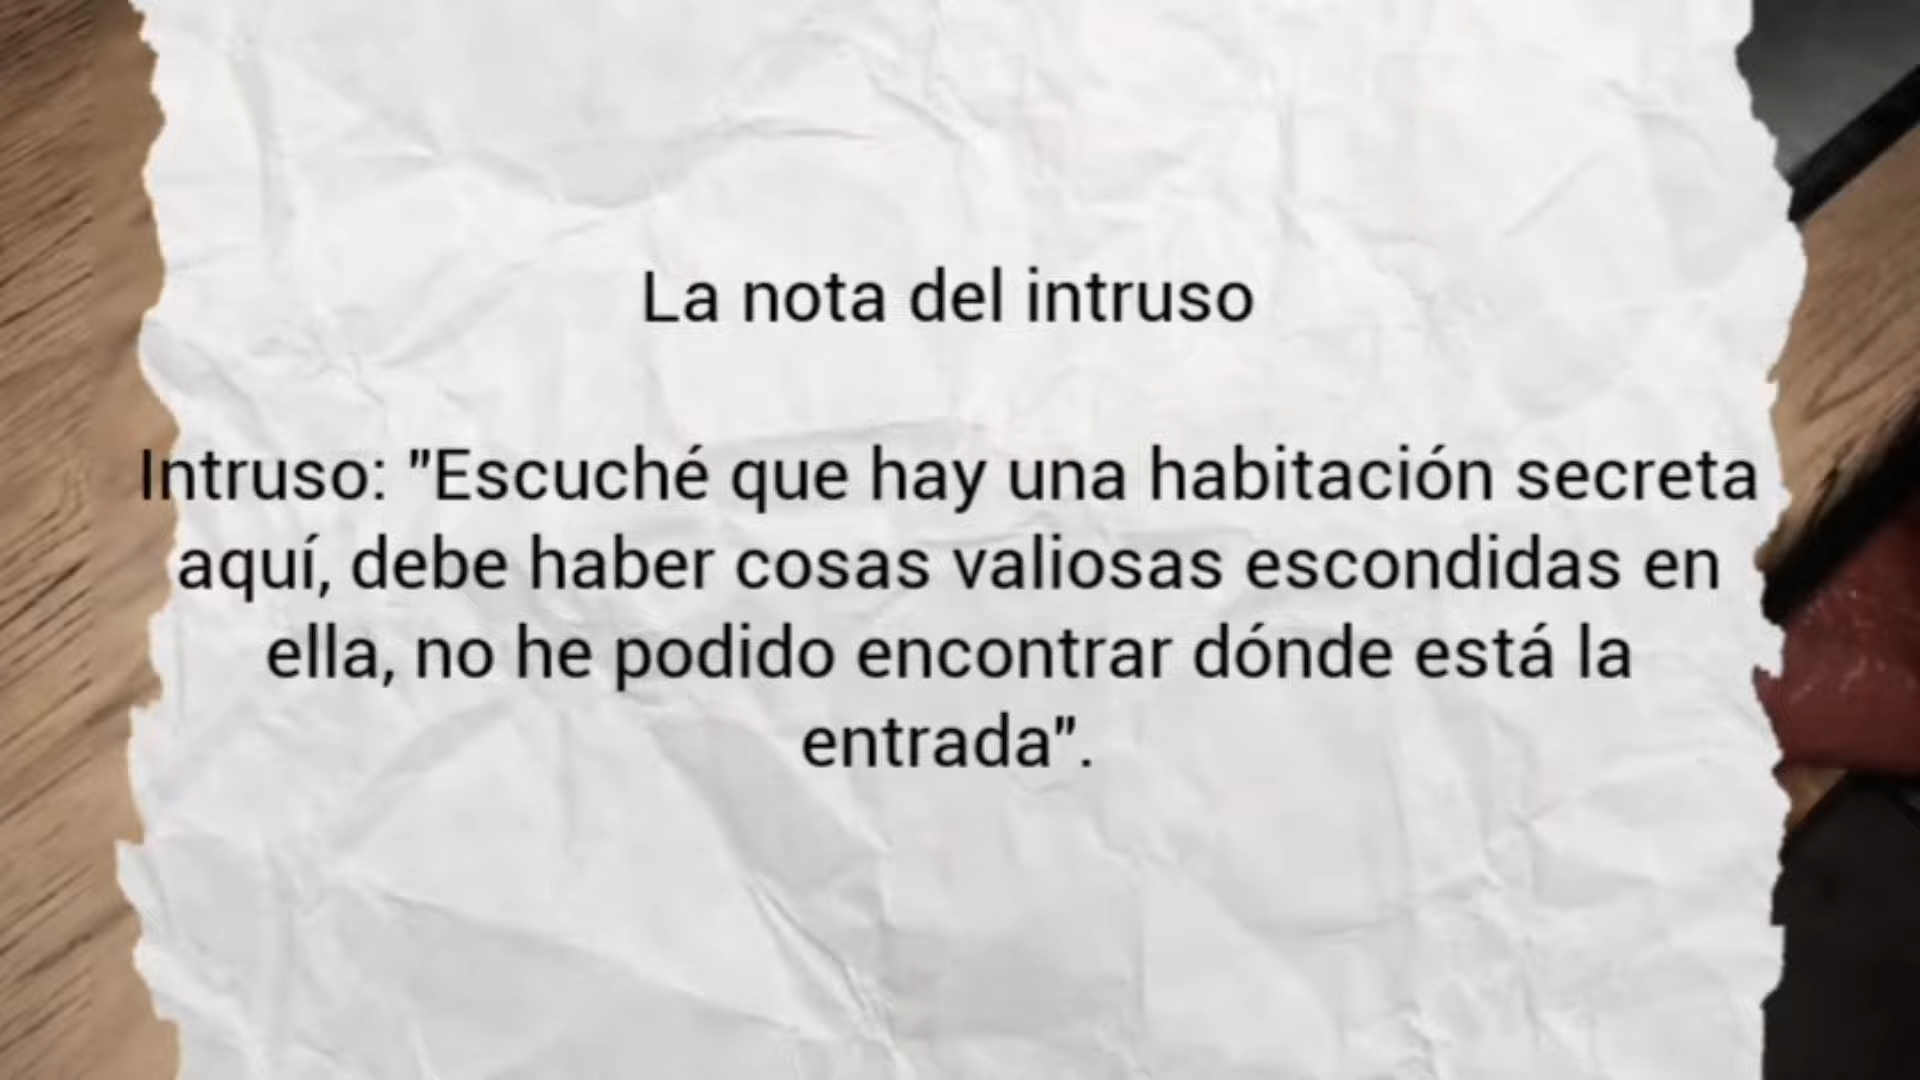 La nota del intruso
Intruso: "Escuché que hay una habitación secreta
aquí, debe haber cosas valiosas escondidas en
ella, no he podido encontrar dónde está la
entrada".